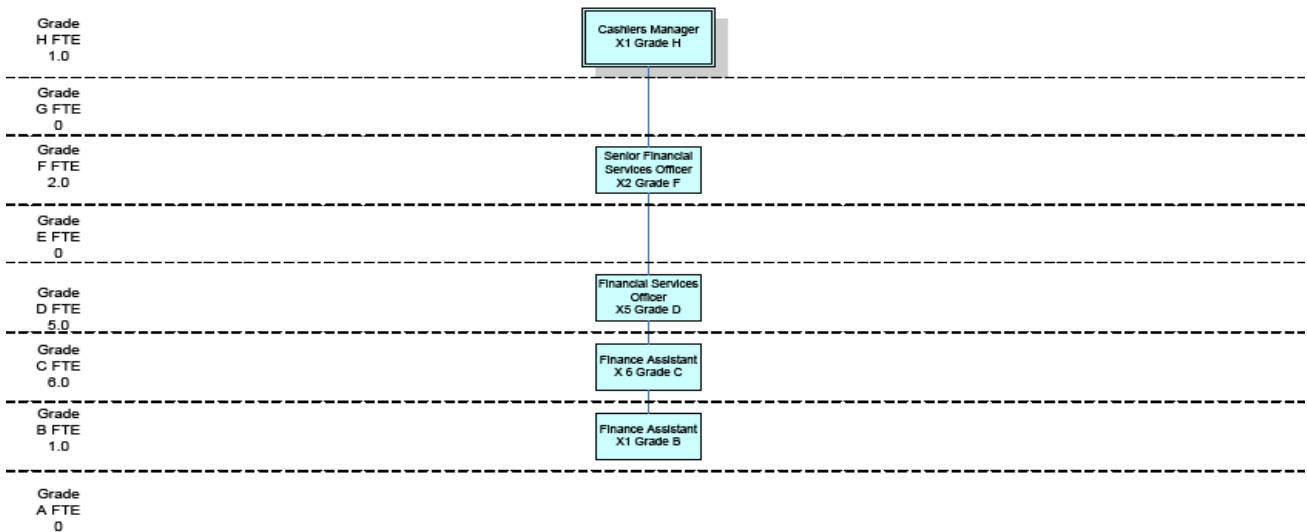 Grade
H FTE
1.0
Cashiers Manager
X1 Grade H
Grade
G FTE
0
Grade
F FTE
2.0
Senior Financial
Services Officer
X2 Grade F
Grade
E FTE
0
Grade
D FTE
5.0
Financial Services
Officer
X5 Grade D
Grade
C FTE
6.0
Finance Assistant
X 6 Grade C
Grade
B FTE
1.0
Finance Assistant
X1 Grade B
Grade
A FTE
0